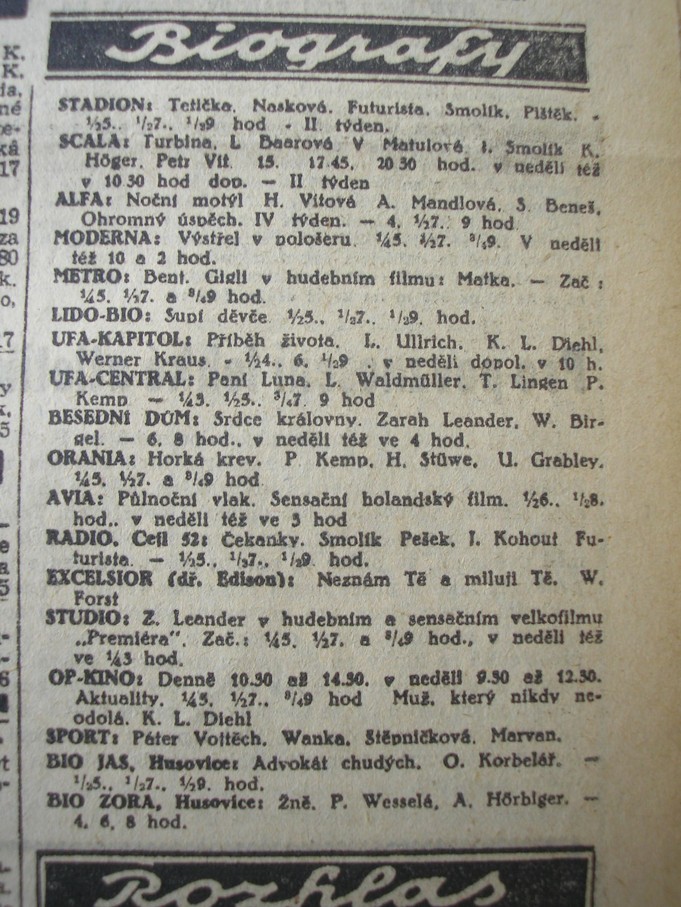 Biografy
STADION: Tetička. Nasková. Futurista. Smolík. Pištěk. -
½5., ½7., ½9 hod - II. týden.
SCALA: Turbina. L Baarová V Matulová I. Smolík K.
Höger. Petr Vít. 15. 17.45, 20 30 hod. v neděli též
v 10 30 hod dop. — II týden
ALFA: Noční motýl H. Vítová A. Mandlová, S. Beneš,
Ohromný úspěch. IV týden. — 4, ½7., 9 hod.
MODERNA: Výstřel v pološeru. ¼5, ½7. ¾9. V neděli
též 10 a 2 hod.
METRO: Bent. Gigli v hudebním filmu: Matka. — Zač :
¼5. ½7. a ¾9 hod.
LIDO-BIO: Supí děvče ½5., ½7., ½9. hod.
UFA-KAPITOL: Příběh života. L. Ullrich. K. L. Diehl,
Werner Kraus. - ½4., 6, ½9 . v neděli dopol. v 10 h.
UFA-CENTRAL: Paní Luna. L. Waldmüller, T. Lingen P.
Kemp — ¼3. ½5., ¾7. 9 hod
BESEDNÍ DŮM: Srdce královny. Zarah Leander, W. Bir-
gel. — 6, 8 hod., v neděli též ve 4 hod.
ORANIA: Horká krev. P. Kemp, H. Stüwe, U. Grabley.
¼5. ½7. a ¾9 hod.
AVIA: Půlnoční vlak. Sensační holandský film. ½6., ½8.
hod., v neděli též ve 3 hod
RADIO, Cejl 52: Čekanky. Smolík Pešek, J. Kohout Fu-
turista. — ½5., ½7., ½9. hod.
EXCELSIOR (dř. Edison): Neznám Tě a miluji Tě. W.
Forst
STUDIO: Z. Leander v hudebním a sensačním velkofilmu
„Premiéra". Zač.: ¼5, ½7. a ¾9 hod., v neděli též
ve ¼3 hod.
OP-KINO: Denně 10.30 až 14.30. v neděli 9.30 až 12.30.
Aktuality. ¼5, ½7., ¾9 hod Muž, který nikdy ne-
odolá. K. L. Diehl
SPORT: Páter Vojtěch. Wanka, Štěpničková, Marvan.
BIO JAS, Husovice: Advokát chudých. O. Korbelář. —
½5., ½7., ½9. hod.
BIO ZORA, Husovice: Žně. P. Wesselá, A. Hörbiger. —
4, 6, 8 hod.
Rozhlas